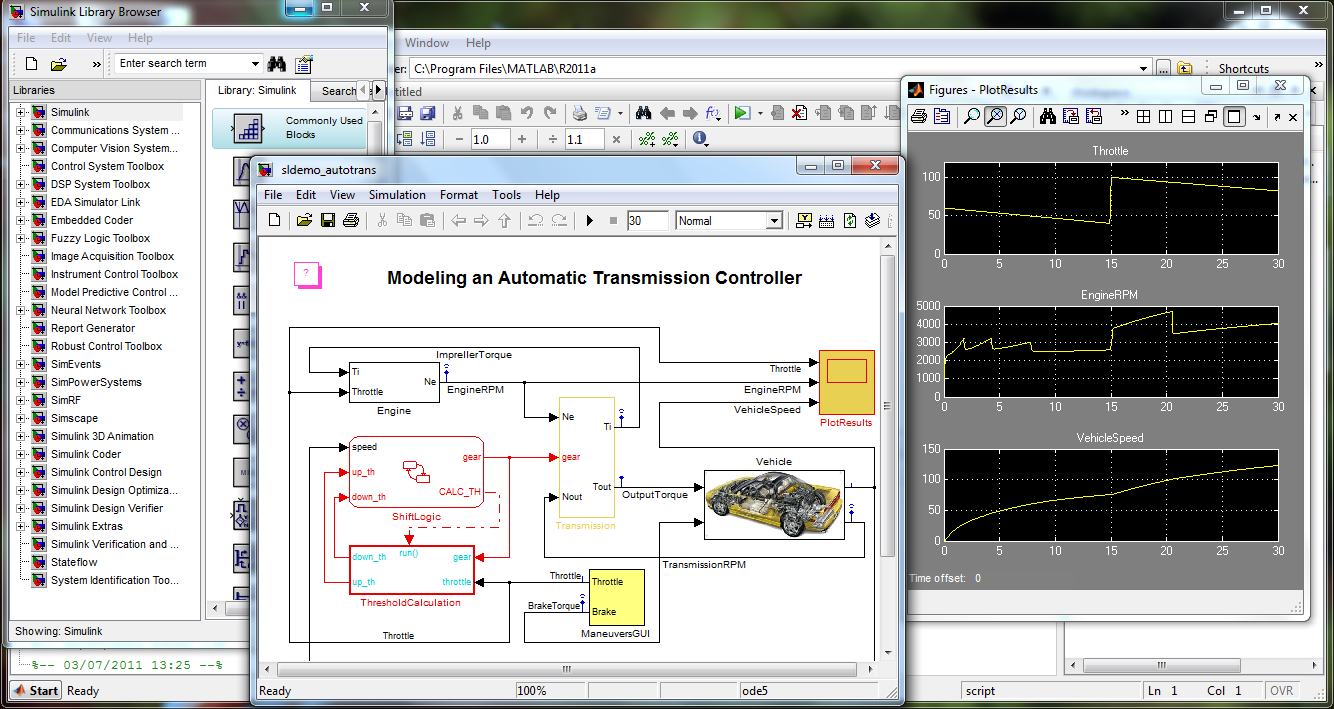 Simulink Library Browser
File Edit View Help
Enter search term
Libraries
Library: Simulink
Search
Simulink
Communications System ...
Computer Vision System...
Control System Toolbox
DSP System Toolbox
EDA Simulator Link
Embedded Coder
Fuzzy Logic Toolbox
Image Acquisition Toolbox
Instrument Control Toolbox
Model Predictive Control ...
Neural Network Toolbox
Report Generator
Robust Control Toolbox
SimEvents
SimPowerSystems
SimRF
Simscape
Simulink 3D Animation
Simulink Coder
Simulink Control Design
Simulink Design Optimiza...
Simulink Design Verifier
Simulink Extras
Simulink Verification and ...
Stateflow
System Identification Too...
Commonly Used
Blocks
Showing: Simulink
%-- 03/07/2011 13:25 --%
Start Ready
Window Help
er: C:\Program Files\MATLAB\R2011a
Shortcuts
ntitled
1.0
1.1
sldemo_autotrans
File Edit View Simulation Format Tools Help
30
Normal
?
Modeling an Automatic Transmission Controller
ImprellerTorque
Ti
Throttle
Ne
Engine
EngineRPM
Throttle
EngineRPM
VehicleSpeed
PlotResults
Ne
gear
Nout
Ti
Tout
Transmission
speed
up_th
down_th
gear
CALC_TH
ShiftLogic
OutputTorque
Vehicle
TransmissionRPM
run()
down_th
up_th
gear
throttle
ThresholdCalculation
Throttle
BrakeTorque
Throttle
Brake
ManeuversGUI
Throttle
Ready
100%
ode5
Figures - PlotResults
Throttle
100
50
0
0 5 10 15 20 25 30
EngineRPM
5000
4000
3000
2000
1000
0
0 5 10 15 20 25 30
VehicleSpeed
150
100
50
0
0 5 10 15 20 25 30
Time offset: 0
script
Ln 1 Col 1 OVR